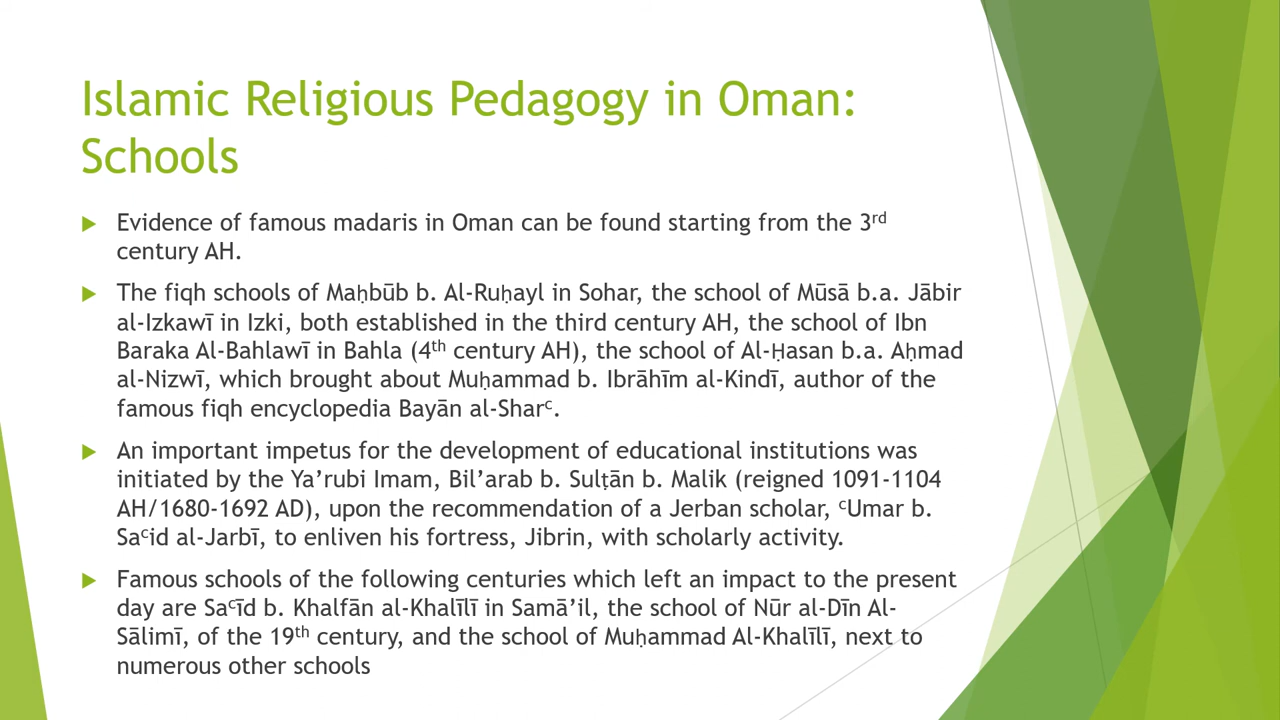 Islamic Religious Pedagogy in Oman:
Schools
Evidence of famous madaris in Oman can be found starting from the 3rd
century AH.
The fiqh schools of Maḥbūb b. Al-Ruḥayl in Sohar, the school of Mūsā b.a. Jābir
al-Izkawī in Izki, both established in the third century AH, the school of Ibn
Baraka Al-Bahlawī in Bahla (4th century AH), the school of Al-Ḥasan b.a. Aḥmad
al-Nizwī, which brought about Muḥammad b. Ibrāhīm al-Kindī, author of the
famous fiqh encyclopedia Bayān al-Sharᶜ.
An important impetus for the development of educational institutions was
initiated by the Ya’rubi Imam, Bil’arab b. Sulṭān b. Malik (reigned 1091-1104
AH/1680-1692 AD), upon the recommendation of a Jerban scholar, ᶜUmar b.
Saᶜid al-Jarbī, to enliven his fortress, Jibrin, with scholarly activity.
Famous schools of the following centuries which left an impact to the present
day are Saᶜīd b. Khalfān al-Khalīlī in Samā’il, the school of Nūr al-Dīn Al-
Sālimī, of the 19th century, and the school of Muḥammad Al-Khalīlī, next to
numerous other schools